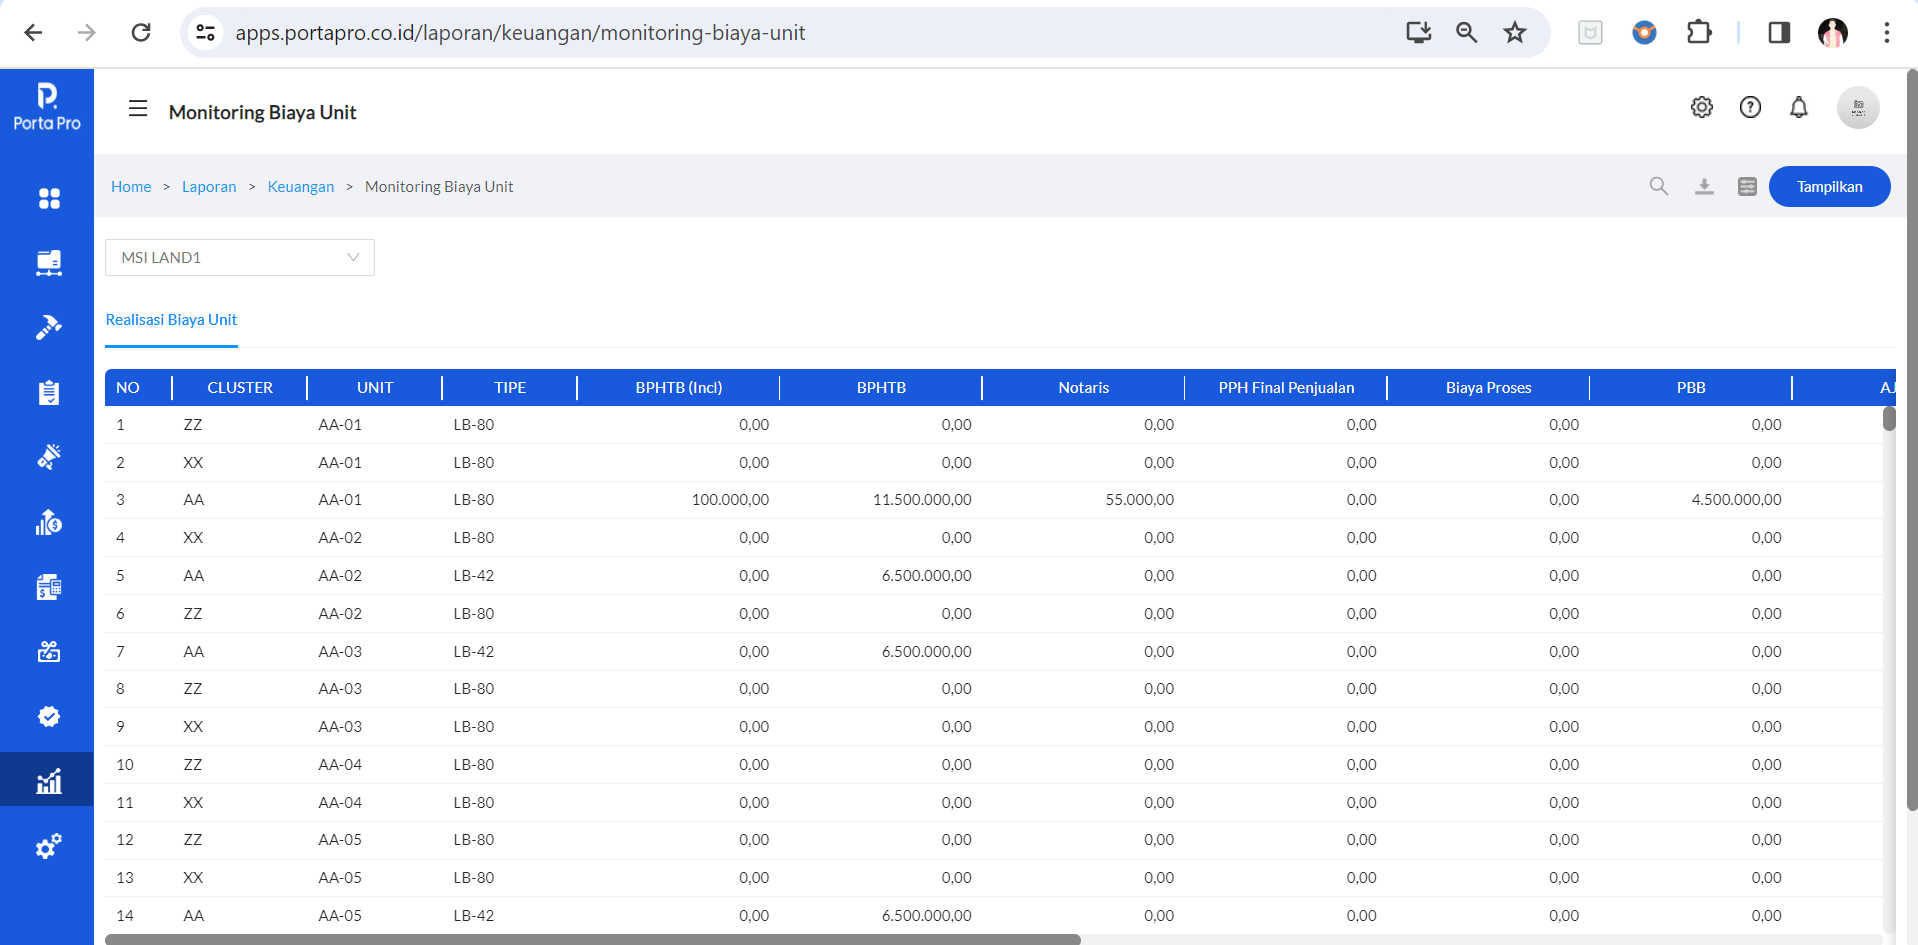 apps.portapro.co.id/laporan/keuangan/monitoring-biaya-unit
Porta Pro
Monitoring Biaya Unit
Home > Laporan > Keuangan > Monitoring Biaya Unit
Tampilkan
MSI LAND1
Realisasi Biaya Unit
NO CLUSTER UNIT TIPE BPHTB (Incl) BPHTB Notaris PPH Final Penjualan Biaya Proses PBB AJ
1 ZZ AA-01 LB-80 0,00 0,00 0,00 0,00 0,00 0,00
2 XX AA-01 LB-80 0,00 0,00 0,00 0,00 0,00 0,00
3 AA AA-01 LB-80 100.000,00 11.500.000,00 55.000,00 0,00 0,00 4.500.000,00
4 XX AA-02 LB-80 0,00 0,00 0,00 0,00 0,00 0,00
5 AA AA-02 LB-42 0,00 6.500.000,00 0,00 0,00 0,00 0,00
6 ZZ AA-02 LB-80 0,00 0,00 0,00 0,00 0,00 0,00
7 AA AA-03 LB-42 0,00 6.500.000,00 0,00 0,00 0,00 0,00
8 ZZ AA-03 LB-80 0,00 0,00 0,00 0,00 0,00 0,00
9 XX AA-03 LB-80 0,00 0,00 0,00 0,00 0,00 0,00
10 ZZ AA-04 LB-80 0,00 0,00 0,00 0,00 0,00 0,00
11 XX AA-04 LB-80 0,00 0,00 0,00 0,00 0,00 0,00
12 ZZ AA-05 LB-80 0,00 0,00 0,00 0,00 0,00 0,00
13 XX AA-05 LB-80 0,00 0,00 0,00 0,00 0,00 0,00
14 AA AA-05 LB-42 0,00 6.500.000,00 0,00 0,00 0,00 0,00